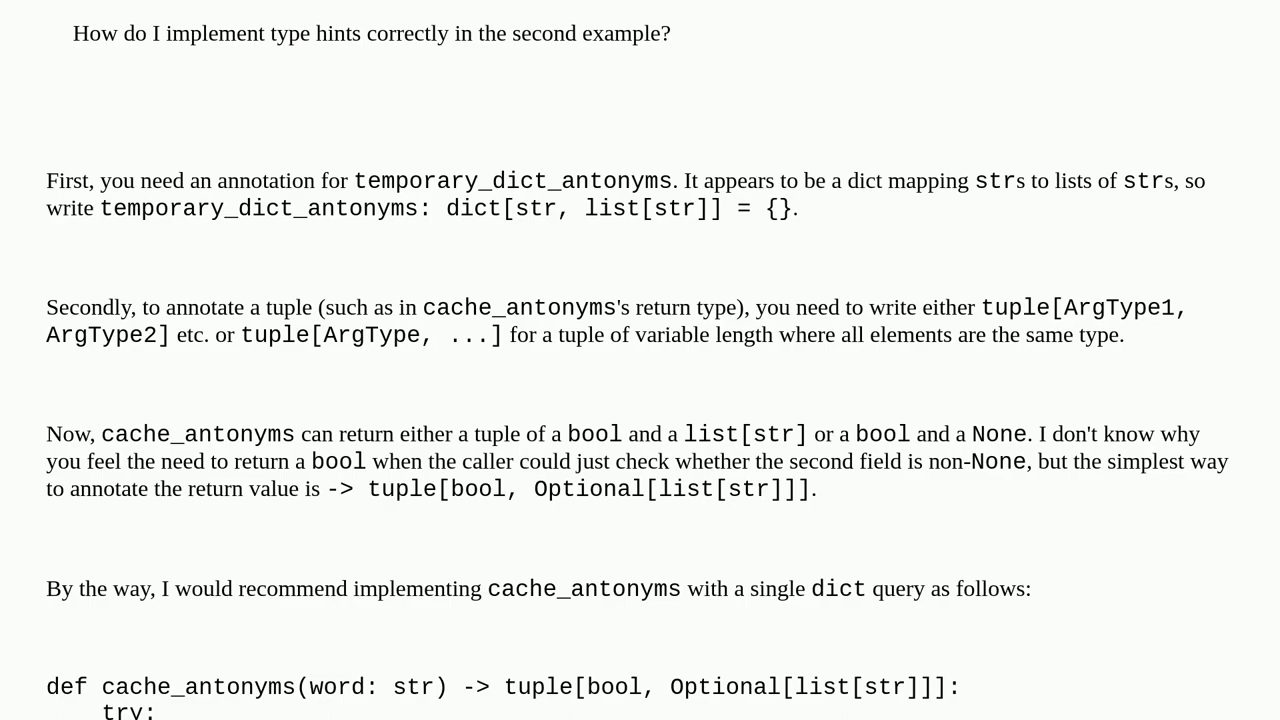 How do I implement type hints correctly in the second example?
First, you need an annotation for temporary_dict_antonyms. It appears to be a dict mapping strs to lists of strs, so
write temporary_dict_antonyms: dict[str, list[str]] = {}.
Secondly, to annotate a tuple (such as in cache_antonyms's return type), you need to write either tuple[ArgType1,
ArgType2] etc. or tuple[ArgType, ...] for a tuple of variable length where all elements are the same type.
Now, cache_antonyms can return either a tuple of a bool and a list[str] or a bool and a None. I don't know why
you feel the need to return a bool when the caller could just check whether the second field is non-None, but the simplest way
to annotate the return value is -> tuple[bool, Optional[list[str]]].
By the way, I would recommend implementing cache_antonyms with a single dict query as follows:
def cache_antonyms(word: str) -> tuple[bool, Optional[list[str]]]:
    try: